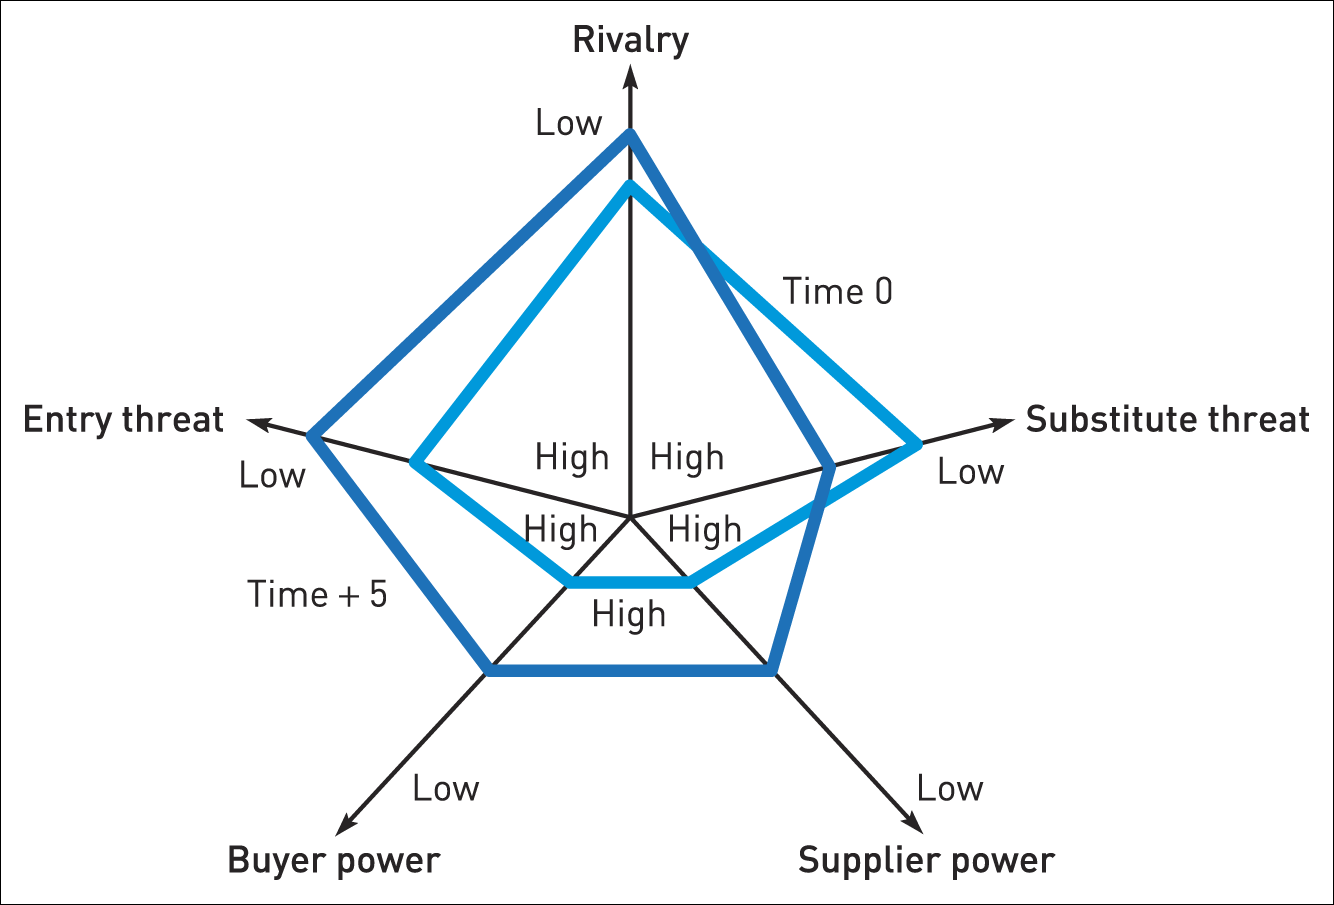 Rivalry
Low
Time 0
Entry threat
Substitute threat
Low
High
High
Low
High
High
Time + 5
High
Low
Low
Buyer power
Supplier power